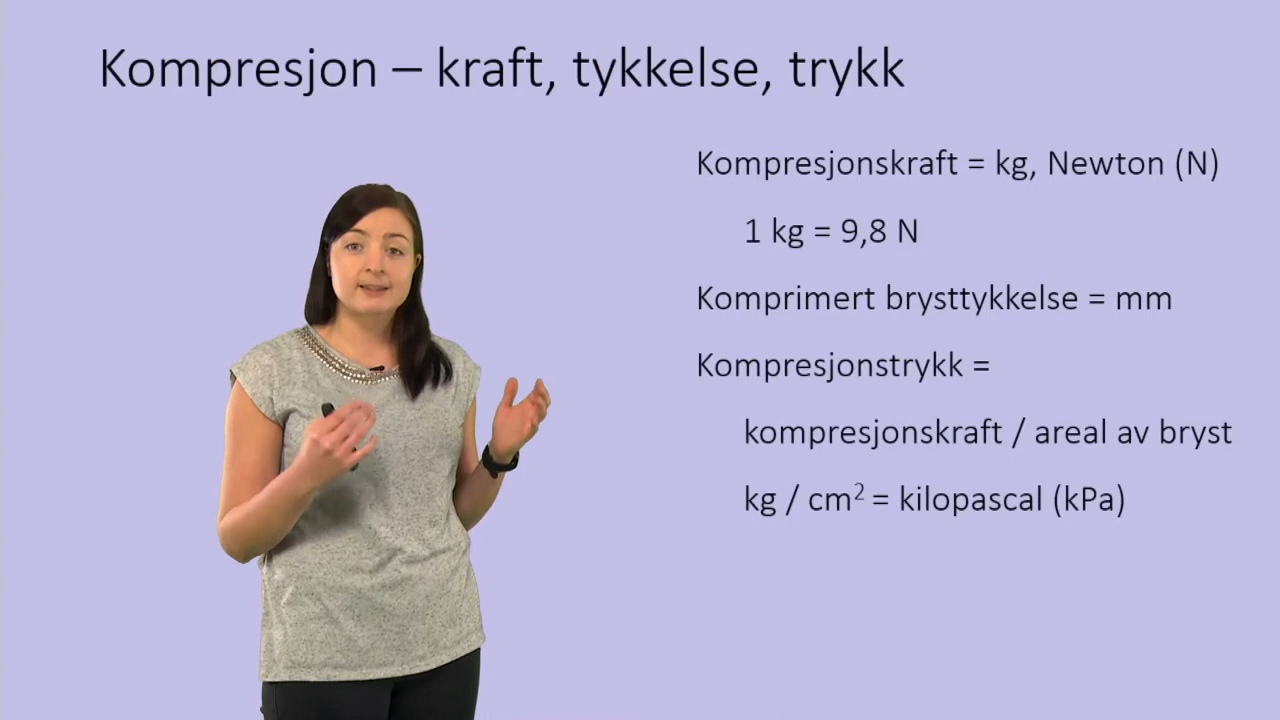 Kompresjon – kraft, tykkelse, trykk
Kompresjonskraft = kg, Newton (N)
1 kg = 9,8 N
Komprimert brysttykkelse = mm
Kompresjonstrykk =
kompresjonskraft / areal av bryst
kg / cm² = kilopascal (kPa)